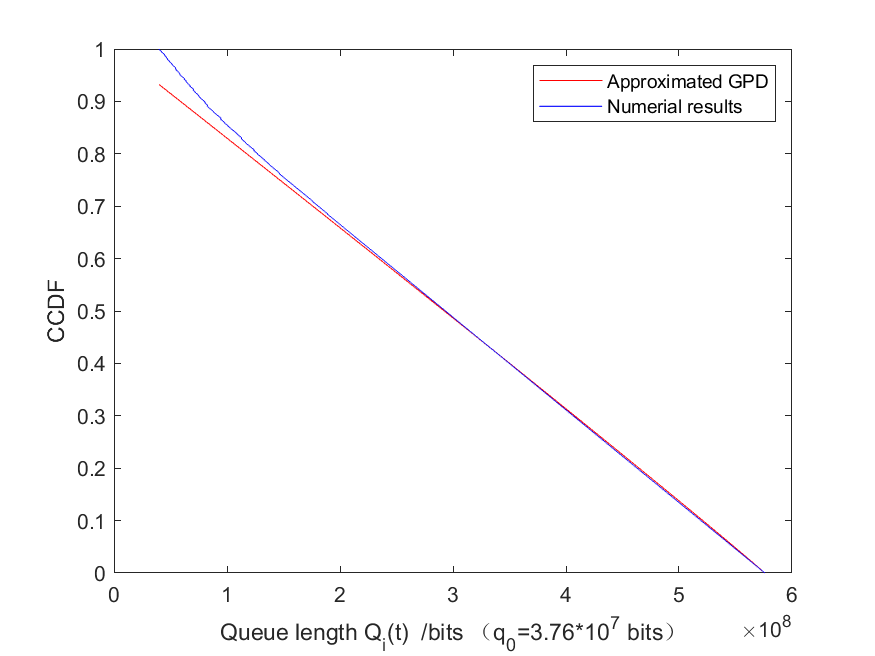 Approximated GPD
Numerial results
1
0.9
0.8
0.7
0.6
0.5
0.4
0.3
0.2
0.1
0
CCDF
0 1 2 3 4 5 6
×10^8
Queue length Q_i(t) /bits （q_0=3.76*10^7 bits）